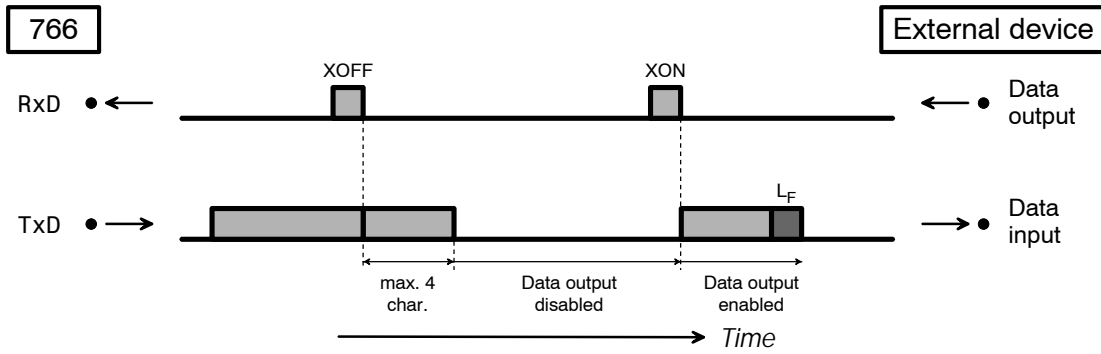 766
External device
XOFF
XON
RxD
Data
output
L_F
TxD
Data
input
max. 4
char.
Data output
disabled
Data output
enabled
Time